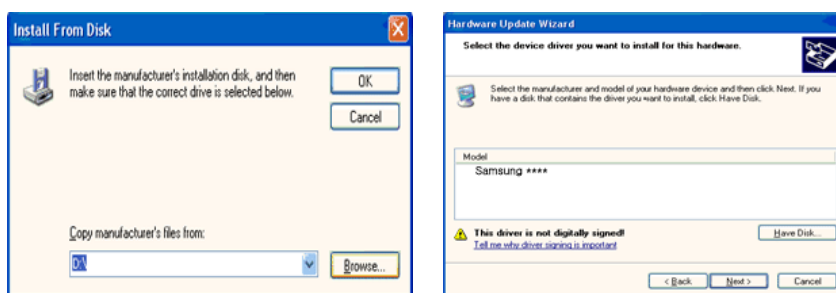 Install From Disk
Insert the manufacturer's installation disk, and then
make sure that the correct drive is selected below.
OK
Cancel
Copy manufacturer's files from:
D:\
Browse...
Hardware Update Wizard
Select the device driver you want to install for this hardware.
Select the manufacturer and model of your hardware device and then click Next. If you
have a disk that contains the driver you want to install, click Have Disk.
Model
Samsung ****
This driver is not digitally signed!
Tell me why driver signing is important
Have Disk...
< Back
Next >
Cancel